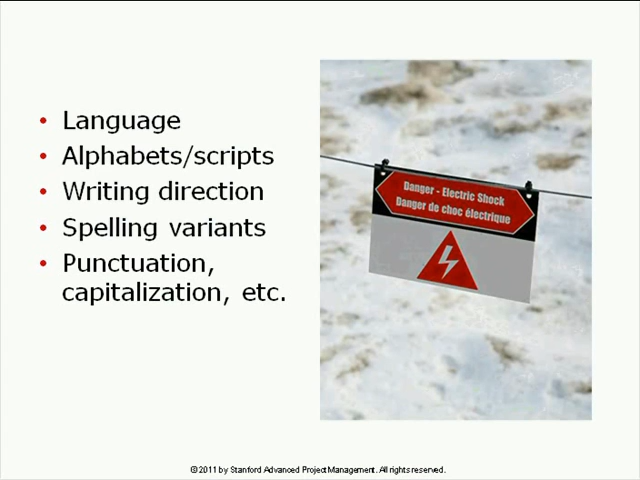 • Language
• Alphabets/scripts
• Writing direction
• Spelling variants
• Punctuation,
capitalization, etc.
Danger - Electric Shock
Danger de choc électrique
© 2011 by Stanford Advanced Project Management. All rights reserved.